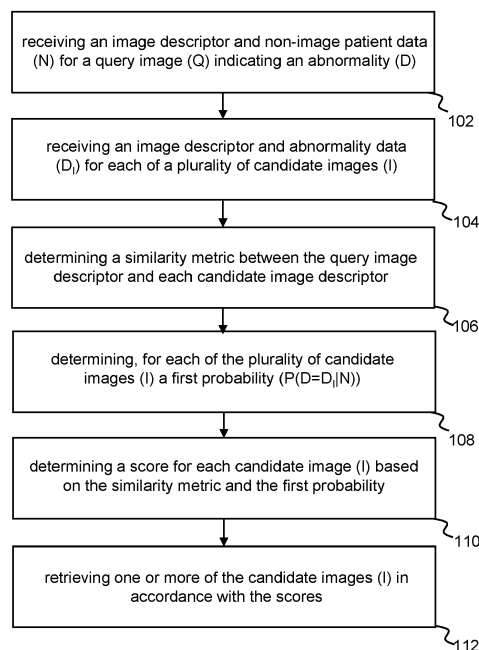 receiving an image descriptor and non-image patient data
(N) for a query image (Q) indicating an abnormality (D)
102
receiving an image descriptor and abnormality data
(D_I) for each of a plurality of candidate images (I)
104
determining a similarity metric between the query image
descriptor and each candidate image descriptor
106
determining, for each of the plurality of candidate
images (I) a first probability (P(D=D_I|N))
108
determining a score for each candidate image (I) based
on the similarity metric and the first probability
110
retrieving one or more of the candidate images (I) in
accordance with the scores
112